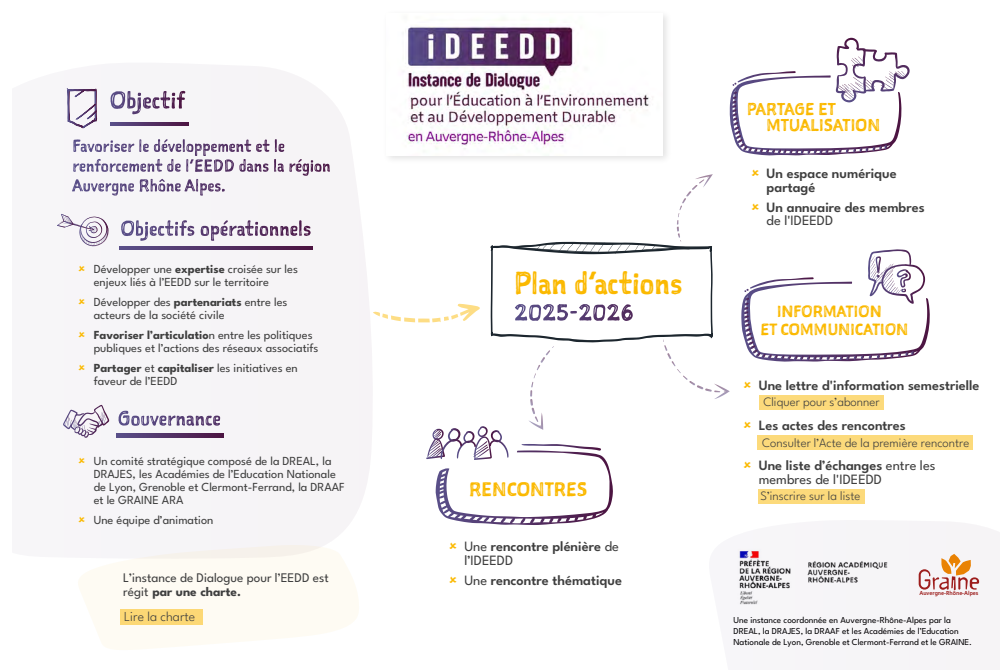 iDEEDD
Instance de Dialogue
pour l'Éducation à l'Environnement
et au Développement Durable
en Auvergne-Rhône-Alpes
Objectif
Favoriser le développement et le
renforcement de l'EEDD dans la région
Auvergne Rhône Alpes.
Objectifs opérationnels
Développer une expertise croisée sur les
enjeux liés à l'EEDD sur le territoire
Développer des partenariats entre les
acteurs de la société civile
Favoriser l'articulation entre les politiques
publiques et l'actions des réseaux associatifs
Partager et capitaliser les initiatives en
faveur de l'EEDD
Gouvernance
Un comité stratégique composé de la DREAL, la
DRAJES, les Académies de l'Education Nationale
de Lyon, Grenoble et Clermont-Ferrand, la DRAAF
et le GRAINE ARA
Une équipe d'animation
L'instance de Dialogue pour l'EEDD est
régit par une charte.
Lire la charte
Plan d'actions
2025-2026
PARTAGE ET
MTUALISATION
Un espace numérique
partagé
Un annuaire des membres
de l'IDEEDD
INFORMATION
ET COMMUNICATION
Une lettre d'information semestrielle
Cliquer pour s'abonner
Les actes des rencontres
Consulter l'Acte de la première rencontre
Une liste d'échanges entre les
membres de l'IDEEDD
S'inscrire sur la liste
RENCONTRES
Une rencontre plénière de
l'IDEEDD
Une rencontre thématique
PRÉFÈTE
DE LA RÉGION
AUVERGNE-
RHÔNE-ALPES
Liberté
Égalité
Fraternité
RÉGION ACADÉMIQUE
AUVERGNE-
RHÔNE-ALPES
Graine
Auvergne-Rhône-Alpes
Une instance coordonnée en Auvergne-Rhône-Alpes par la
DREAL, la DRAJES, la DRAAF et les Académies de l'Education
Nationale de Lyon, Grenoble et Clermont-Ferrand et le GRAINE.